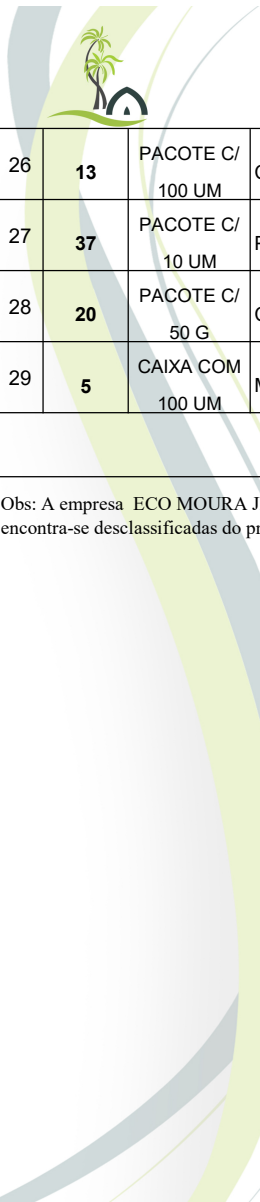 26 13 PACOTE C/ 100 UM
27 37 PACOTE C/ 10 UM
28 20 PACOTE C/ 50 G
29 5 CAIXA COM 100 UM
Obs: A empresa ECO MOURA
encontra-se desclassificadas do